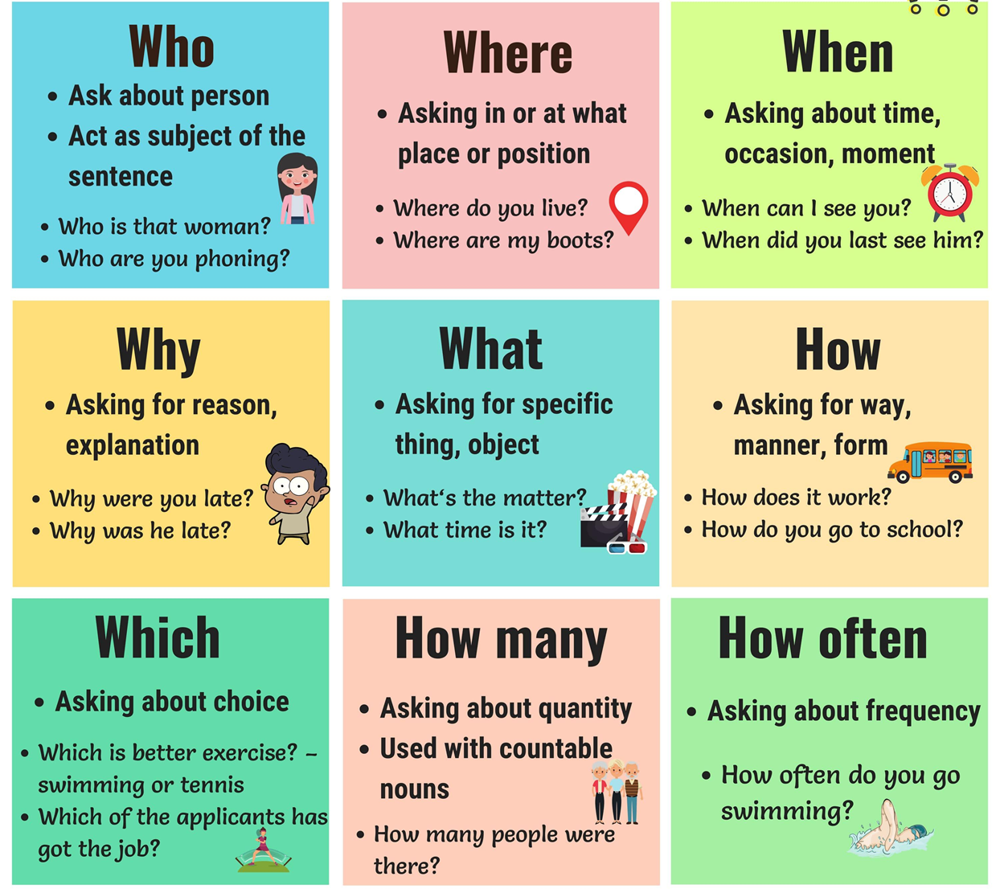 Who
• Ask about person
• Act as subject of the
sentence
• Who is that woman?
• Who are you phoning?
Where
• Asking in or at what
place or position
• Where do you live?
• Where are my boots?
When
• Asking about time,
occasion, moment
• When can I see you?
• When did you last see him?
Why
• Asking for reason,
explanation
• Why were you late?
• Why was he late?
What
• Asking for specific
thing, object
• What‘s the matter?
• What time is it?
How
• Asking for way,
manner, form
• How does it work?
• How do you go to school?
Which
• Asking about choice
• Which is better exercise? –
swimming or tennis
• Which of the applicants has
got the job?
How many
• Asking about quantity
• Used with countable
nouns
• How many people were
there?
How often
• Asking about frequency
• How often do you go
swimming?